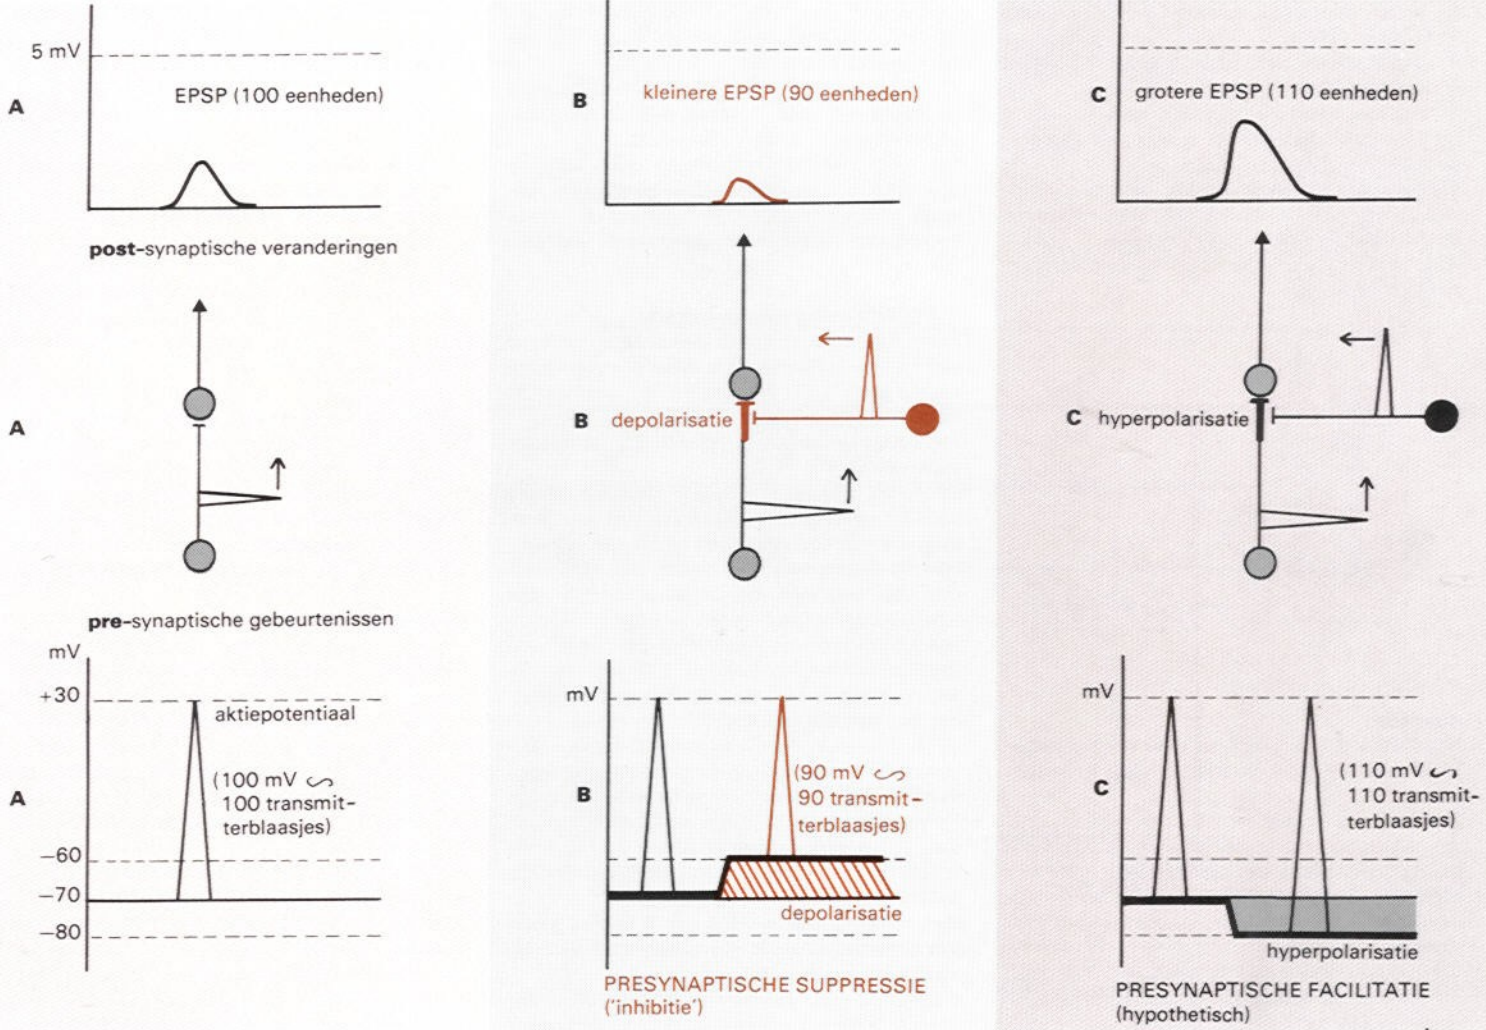 5 mV
A
EPSP (100 eenheden)
post-synaptische veranderingen
A
pre-synaptische gebeurtenissen
mV
+30
aktiepotentiaal
A
(100 mV ∽
100 transmit-
terblaasjes)
-60
-70
-80
B
kleinere EPSP (90 eenheden)
B
depolarisatie
mV
B
(90 mV ∽
90 transmit-
terblaasjes)
depolarisatie
PRESYNAPTISCHE SUPPRESSIE
('inhibitie')
C
grotere EPSP (110 eenheden)
C
hyperpolarisatie
mV
C
(110 mV ∽
110 transmit-
terblaasjes)
hyperpolarisatie
PRESYNAPTISCHE FACILITATIE
(hypothetisch)